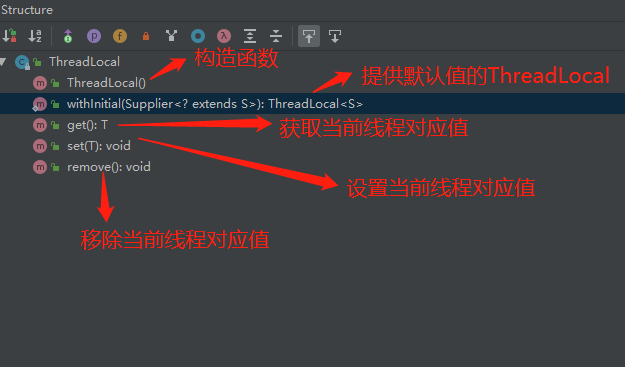 Structure
ThreadLocal
构造函数
ThreadLocal()
提供默认值的ThreadLocal
withInitial(Supplier<? extends S>): ThreadLocal<S>
get(): T
获取当前线程对应值
set(T): void
设置当前线程对应值
remove(): void
移除当前线程对应值